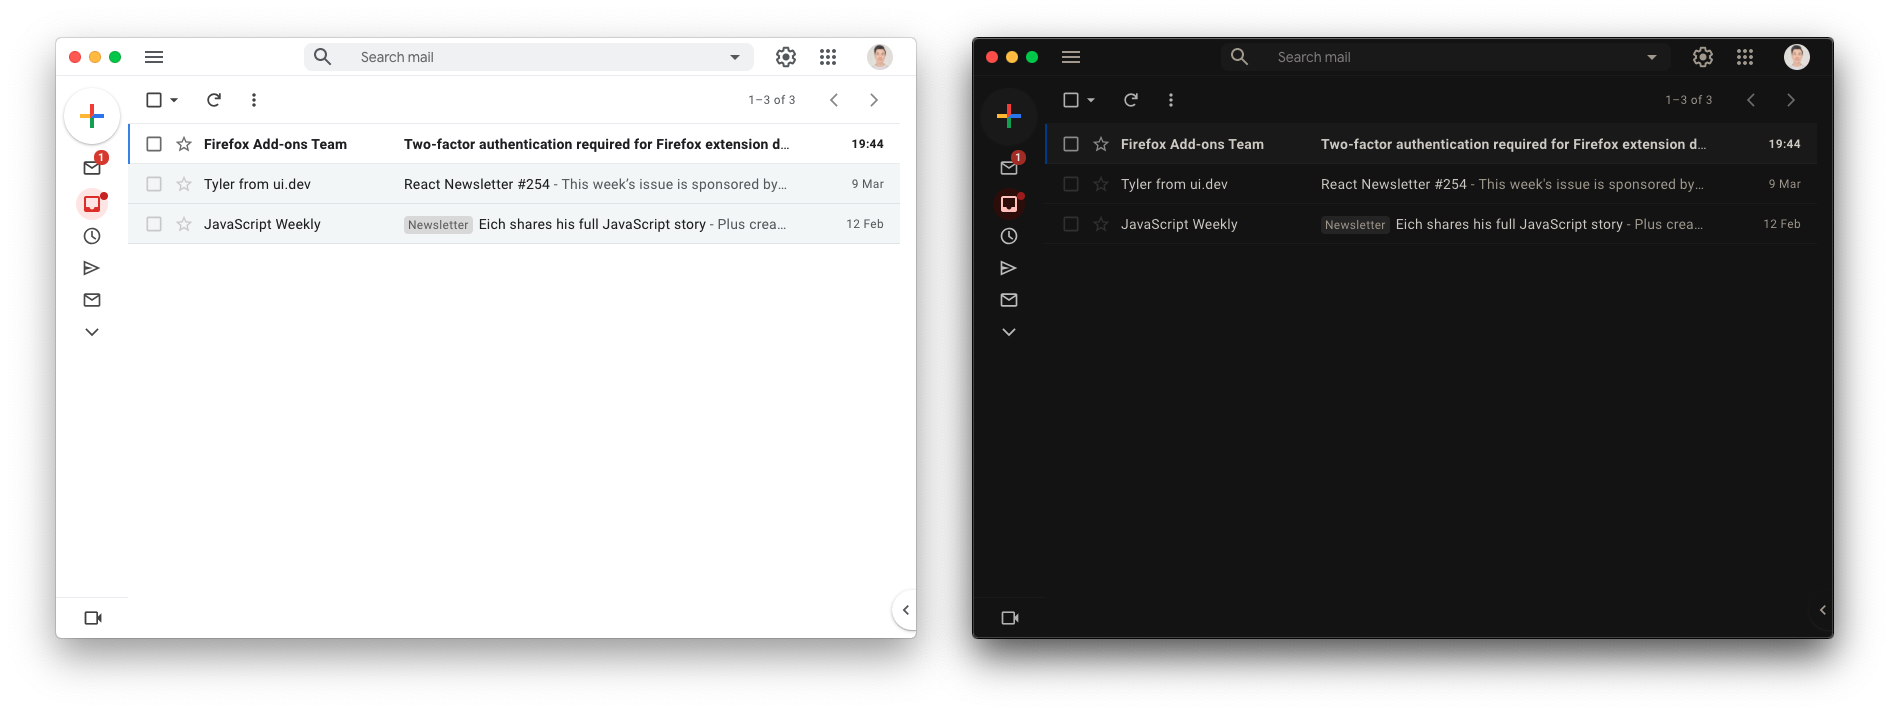 Search mail
1–3 of 3
1
Firefox Add-ons Team Two-factor authentication required for Firefox extension d… 19:44
Tyler from ui.dev React Newsletter #254 - This week’s issue is sponsored by… 9 Mar
JavaScript Weekly Newsletter Eich shares his full JavaScript story - Plus crea… 12 Feb
Search mail
1–3 of 3
1
Firefox Add-ons Team Two-factor authentication required for Firefox extension d… 19:44
Tyler from ui.dev React Newsletter #254 - This week's issue is sponsored by… 9 Mar
JavaScript Weekly Newsletter Eich shares his full JavaScript story - Plus crea… 12 Feb